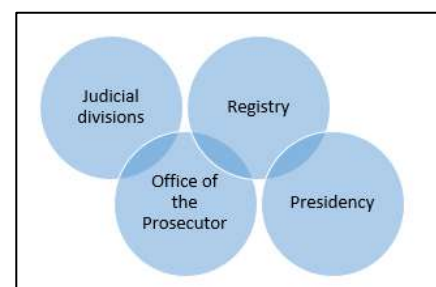 Judicial
divisions
Registry
Office of
the
Prosecutor
Presidency